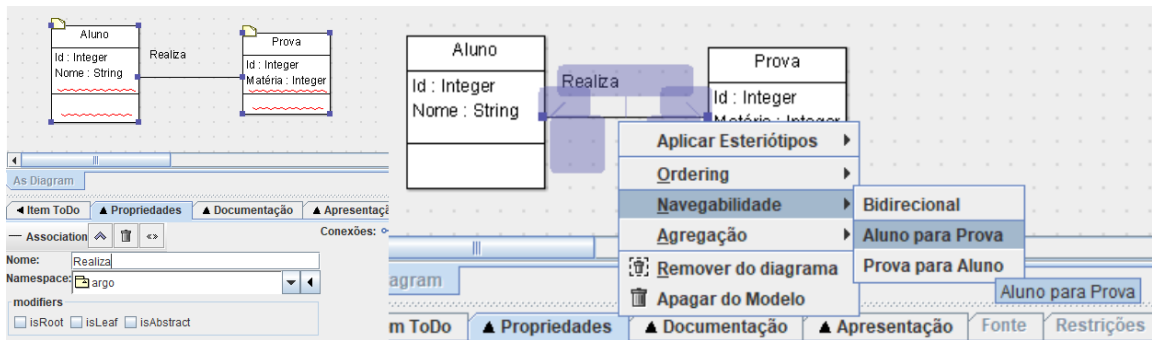 Aluno
Id : Integer
Nome : String
Realiza
Prova
Id : Integer
Matéria : Integer
As Diagram
Item ToDo
Propriedades
Documentação
Apresentaçã
Association
Conexões:
Nome:
Realiza
Namespace:
argo
modifiers
isRoot
isLeaf
isAbstract
Aluno
Id : Integer
Nome : String
Realiza
Prova
Id : Integer
Matéria : Integer
Aplicar Esteriótipos
Ordering
Navegabilidade
Agregação
Remover do diagrama
Apagar do Modelo
Bidirecional
Aluno para Prova
Prova para Aluno
Aluno para Prova
agram
m ToDo
Propriedades
Documentação
Apresentação
Fonte
Restrições